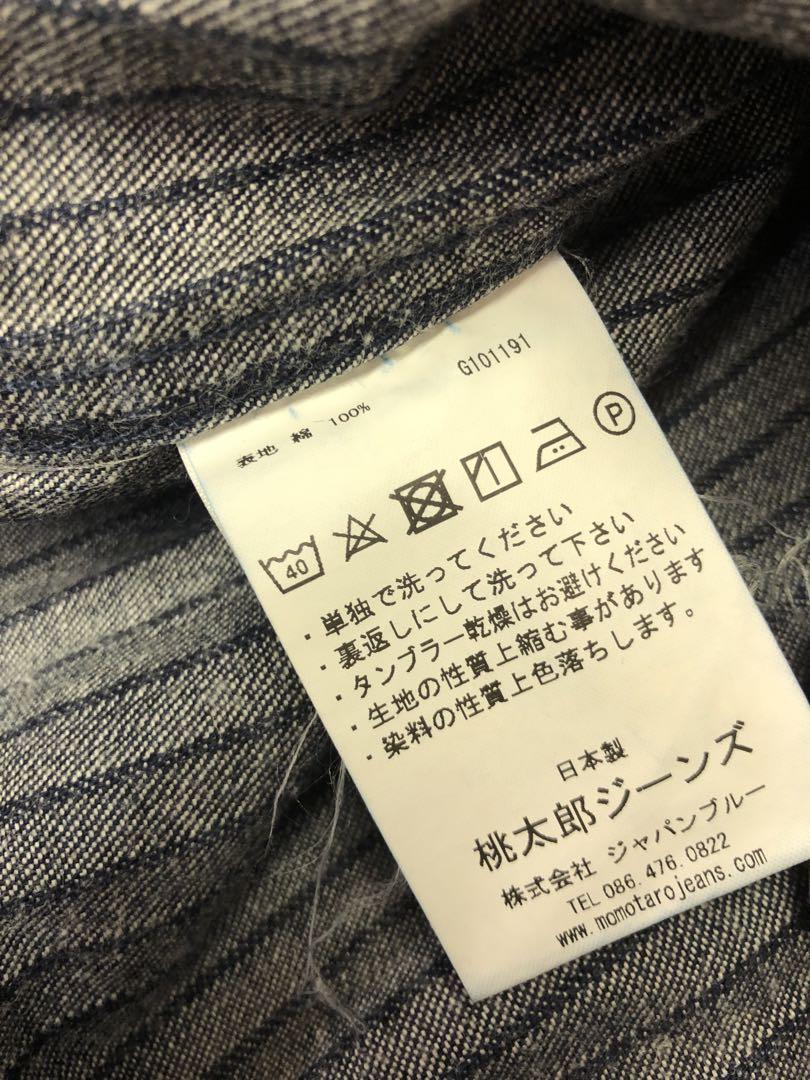 G101191
表地 綿 100%
40
P
・単独で洗ってください
・裏返しにして洗って下さい
・タンブラー乾燥はお避けください
・生地の性質上縮む事があります
・染料の性質上色落ちします。
日本製
桃太郎ジーンズ
株式会社 ジャパンブルー
TEL 086.476.0822
www.momotarojeans.com